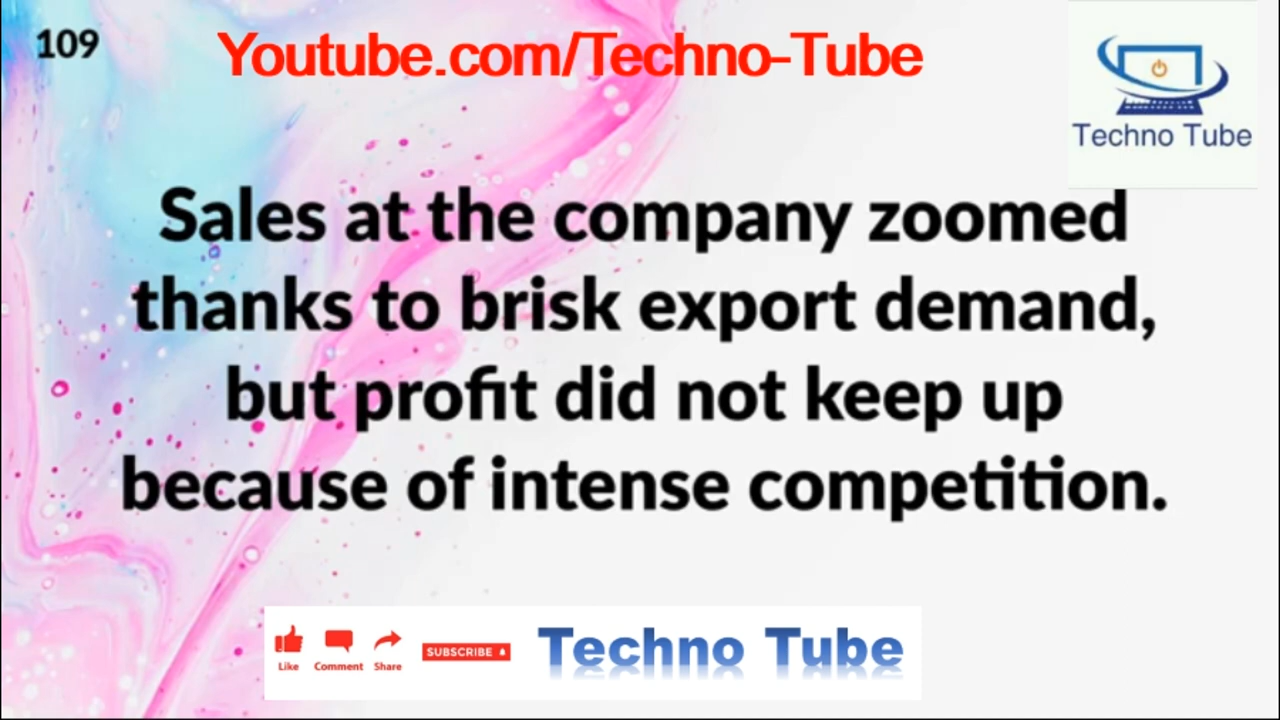 109
Youtube.com/Techno-Tube
Techno Tube
Sales at the company zoomed
thanks to brisk export demand,
but profit did not keep up
because of intense competition.
Like
Comment
Share
SUBSCRIBE
Techno Tube